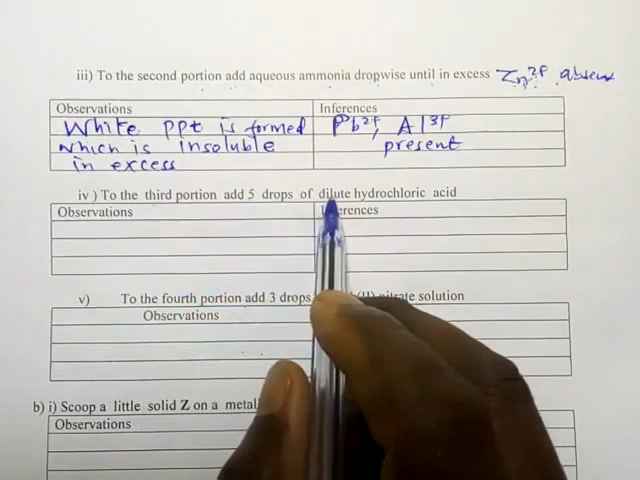 iii) To the second portion add aqueous ammonia dropwise until in excess Zn²⁺ absent
Observations Inferences
White ppt is formed Pb²⁺, Al³⁺
which is insoluble present
in excess
iv ) To the third portion add 5 drops of dilute hydrochloric acid
Observations Inferences
v) To the fourth portion add 3 drops (II) nitrate solution
Observations
b) i) Scoop a little solid Z on a metal
Observations